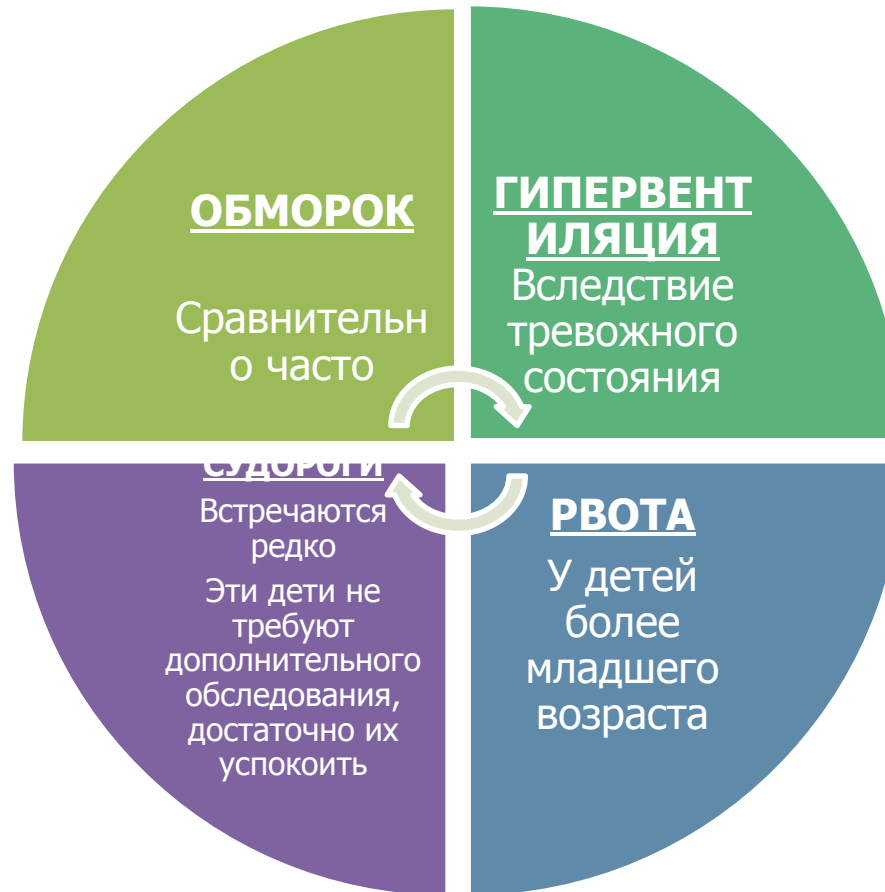 ОБМОРОК
Сравнительн
о часто
ГИПЕРВЕНТ
ИЛЯЦИЯ
Вследствие
тревожного
состояния
СУДОРОГИ
Встречаются
редко
Эти дети не
требуют
дополнительного
обследования,
достаточно их
успокоить
РВОТА
У детей
более
младшего
возраста